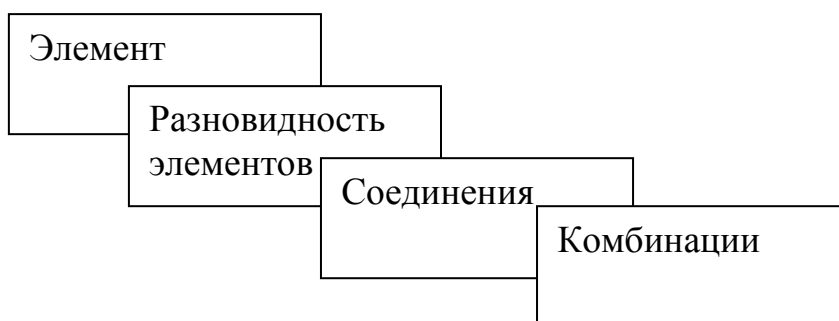 Элемент
Разновидность
элементов
Соединения
Комбинации